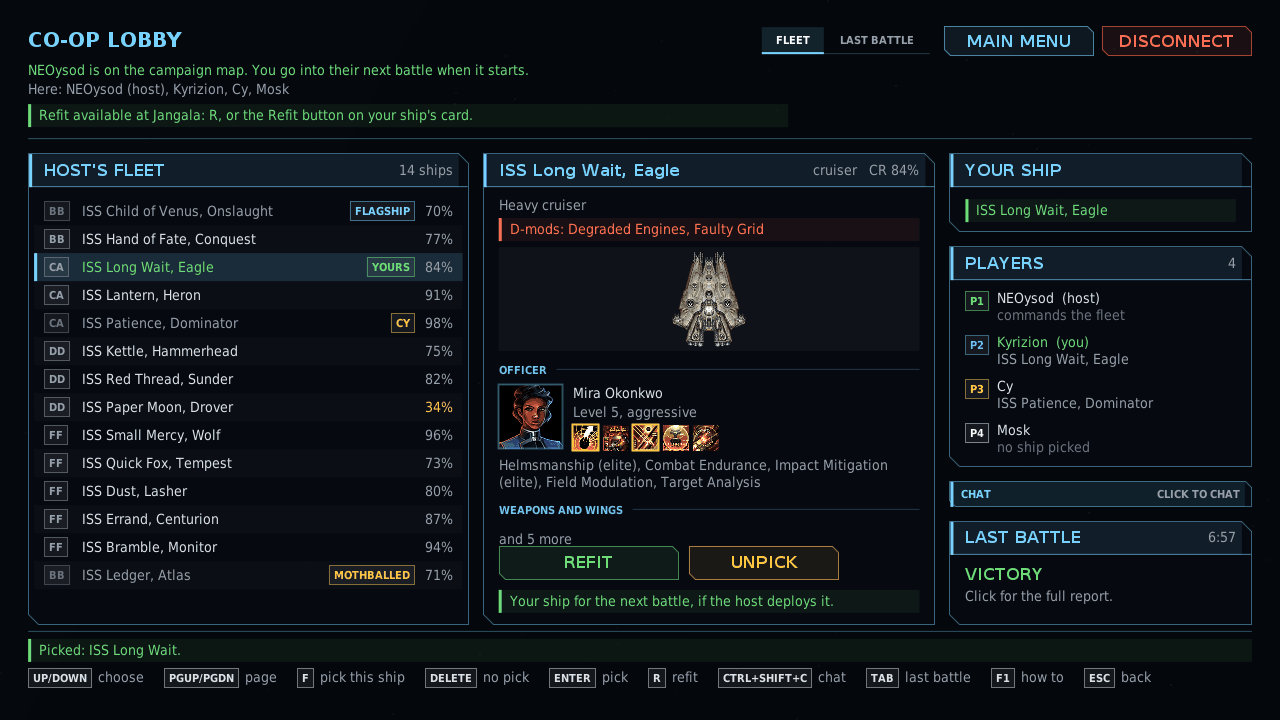 CO-OP LOBBY
FLEET
LAST BATTLE
MAIN MENU
DISCONNECT
NEOysod is on the campaign map. You go into their next battle when it starts.
Here: NEOysod (host), Kyrizion, Cy, Mosk
Refit available at Jangala: R, or the Refit button on your ship's card.
HOST'S FLEET 14 ships
BB ISS Child of Venus, Onslaught FLAGSHIP 70%
BB ISS Hand of Fate, Conquest 77%
CA ISS Long Wait, Eagle YOURS 84%
CA ISS Lantern, Heron 91%
CA ISS Patience, Dominator CY 98%
DD ISS Kettle, Hammerhead 75%
DD ISS Red Thread, Sunder 82%
DD ISS Paper Moon, Drover 34%
FF ISS Small Mercy, Wolf 96%
FF ISS Quick Fox, Tempest 73%
FF ISS Dust, Lasher 80%
FF ISS Errand, Centurion 87%
FF ISS Bramble, Monitor 94%
BB ISS Ledger, Atlas MOTHBALLED 71%
ISS Long Wait, Eagle cruiser CR 84%
Heavy cruiser
D-mods: Degraded Engines, Faulty Grid
OFFICER
Mira Okonkwo
Level 5, aggressive
Helmsmanship (elite), Combat Endurance, Impact Mitigation
(elite), Field Modulation, Target Analysis
WEAPONS AND WINGS
and 5 more
REFIT
UNPICK
Your ship for the next battle, if the host deploys it.
YOUR SHIP
ISS Long Wait, Eagle
PLAYERS 4
P1 NEOysod (host)
commands the fleet
P2 Kyrizion (you)
ISS Long Wait, Eagle
P3 Cy
ISS Patience, Dominator
P4 Mosk
no ship picked
CHAT CLICK TO CHAT
LAST BATTLE 6:57
VICTORY
Click for the full report.
Picked: ISS Long Wait.
UP/DOWN choose PGUP/PGDN page F pick this ship DELETE no pick ENTER pick R refit CTRL+SHIFT+C chat TAB last battle F1 how to ESC back